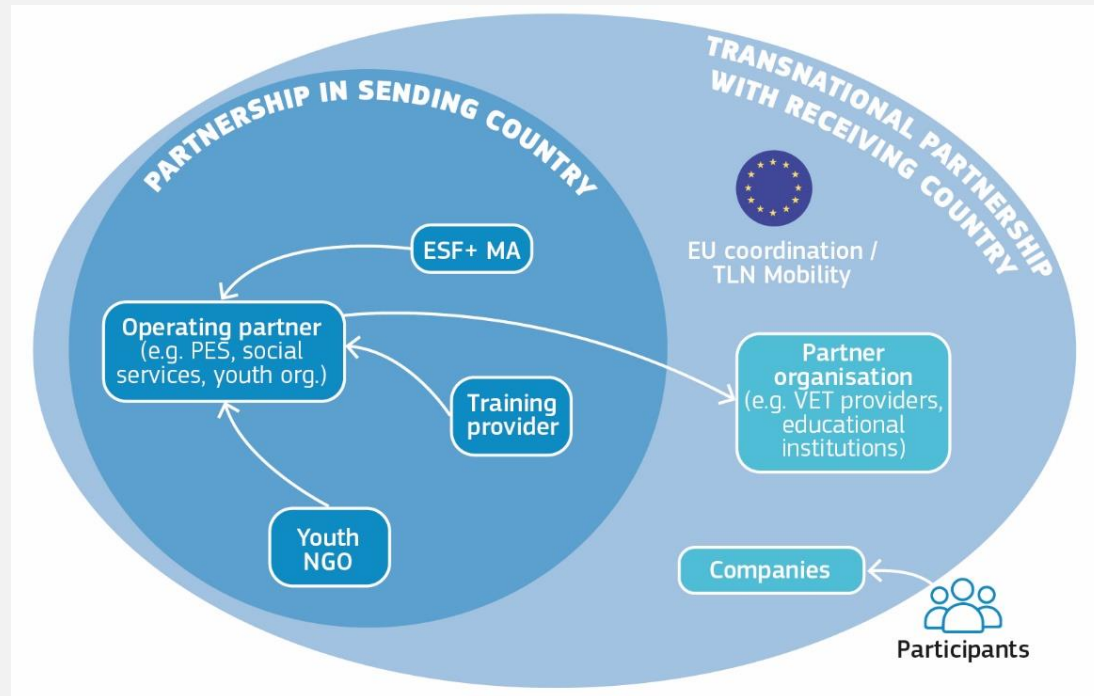 PARTNERSHIP IN SENDING COUNTRY
TRANSNATIONAL PARTNERSHIP
WITH RECEIVING COUNTRY
ESF+ MA
EU coordination /
TLN Mobility
Operating partner
(e.g. PES, social
services, youth org.)
Training
provider
Partner
organisation
(e.g. VET providers,
educational
institutions)
Youth
NGO
Companies
Participants